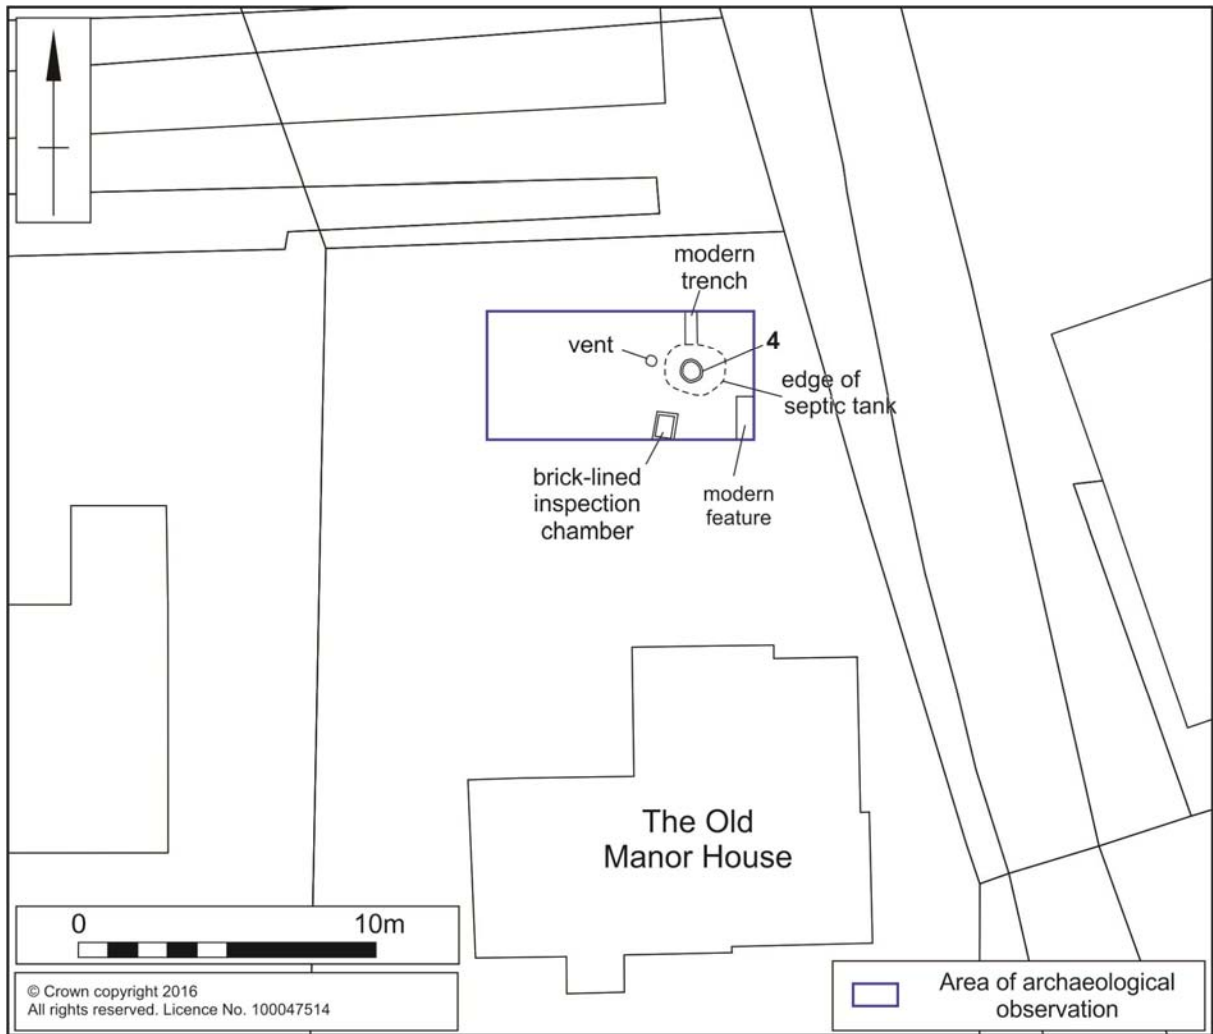 modern
trench
vent
4
edge of
septic tank
brick-lined
inspection
chamber
modern
feature
The Old
Manor House
0 10m
© Crown copyright 2016
All rights reserved. Licence No. 100047514
Area of archaeological
observation